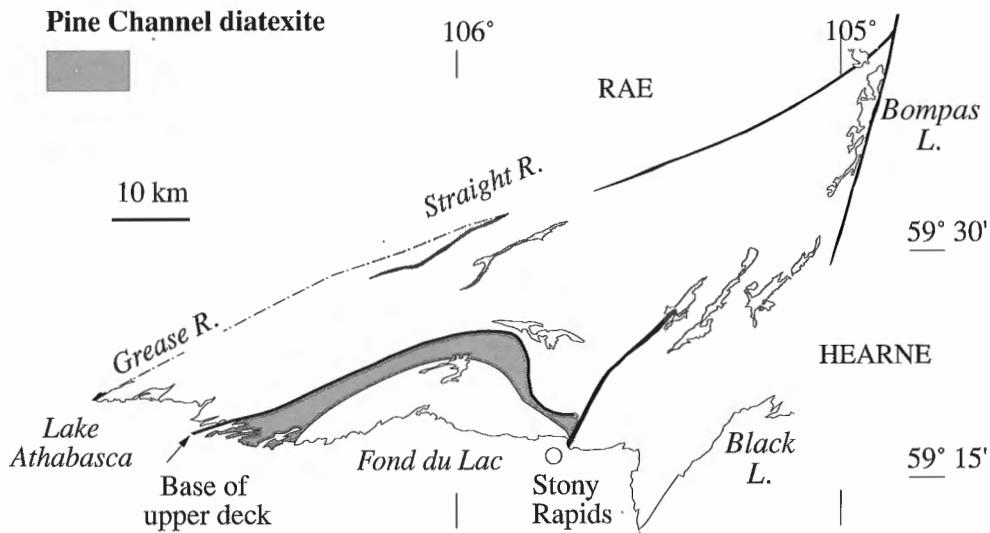 Pine Channel diatexite
106°
105°
RAE
Bompas
L.
10 km
Straight R.
59° 30'
Grease R.
HEARNE
Lake
Athabasca
Fond du Lac
Black
L.
59° 15'
Base of
upper deck
Stony
Rapids